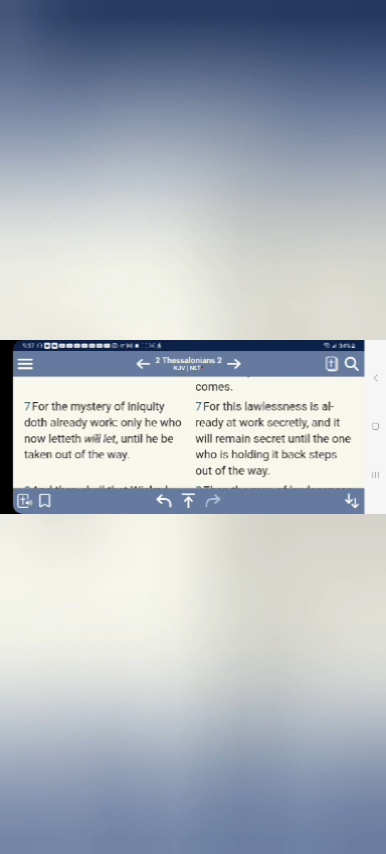 2 Thessalonians 2
KJV | NLT
comes.
7 For the mystery of iniquity
doth already work: only he who
now letteth will let, until he be
taken out of the way.
7 For this lawlessness is al-
ready at work secretly, and it
will remain secret until the one
who is holding it back steps
out of the way.